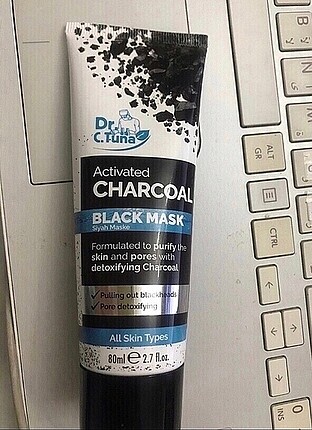 Dr.
C.Tuna
Activated
CHARCOAL
BLACK MASK
Siyah Maske
Formulated to purify the
skin and pores with
detoxifying Charcoal.
✓ Pulling out blackheads
✓ Pore detoxifying
All Skin Types
80ml ℮ 2.7 fl.oz.
ALT
GR
CTRL
INS